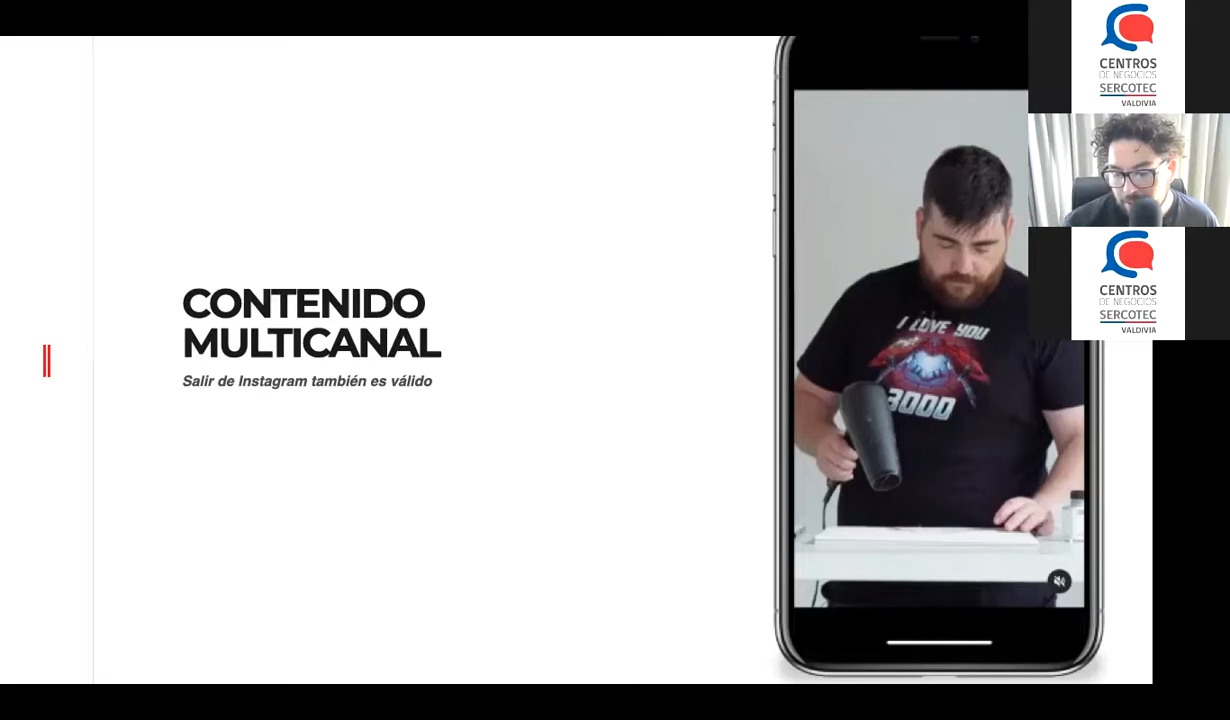 CONTENIDO
MULTICANAL
Salir de Instagram también es válido
I LOVE YOU
3000
CENTROS
DE NEGOCIOS
SERCOTEC
VALDIVIA
CENTROS
DE NEGOCIOS
SERCOTEC
VALDIVIA